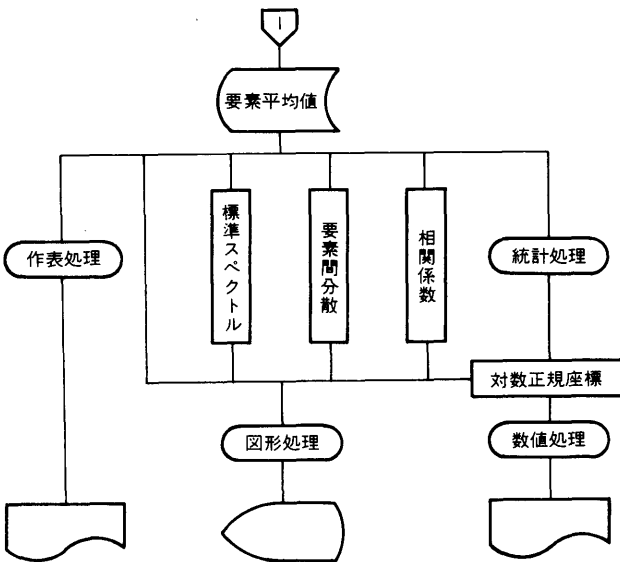 1
要素平均値
標準スペクトル
要素間分散
相関係数
作表処理
統計処理
対数正規座標
図形処理
数値処理